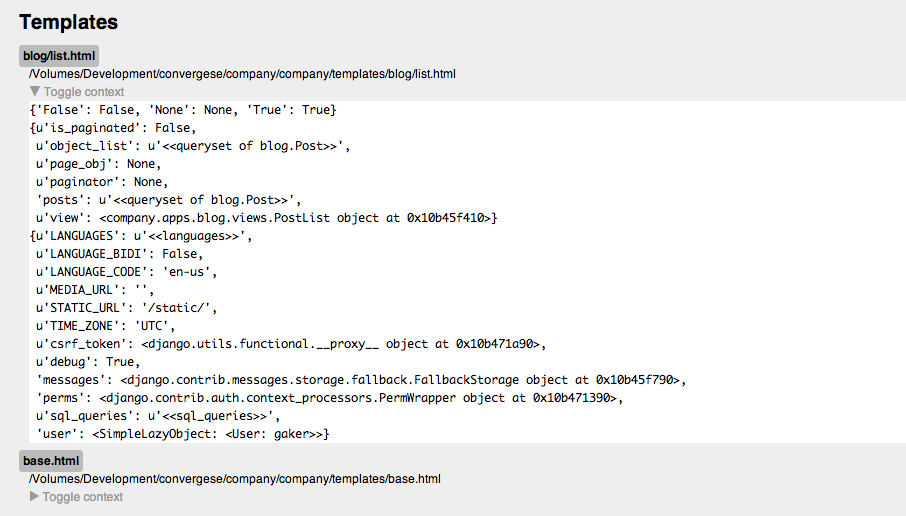 Templates
blog/list.html
/Volumes/Development/convergese/company/company/templates/blog/list.html
▼ Toggle context
{'False': False, 'None': None, 'True': True}
{u'is_paginated': False,
 u'object_list': u'<<queryset of blog.Post>>',
 u'page_obj': None,
 u'paginator': None,
 'posts': u'<<queryset of blog.Post>>',
 u'view': <company.apps.blog.views.PostList object at 0x10b45f410>}
{u'LANGUAGES': u'<<languages>>',
 u'LANGUAGE_BIDI': False,
 u'LANGUAGE_CODE': 'en-us',
 u'MEDIA_URL': '',
 u'STATIC_URL': '/static/',
 u'TIME_ZONE': 'UTC',
 u'csrf_token': <django.utils.functional.__proxy__ object at 0x10b471a90>,
 u'debug': True,
 'messages': <django.contrib.messages.storage.fallback.FallbackStorage object at 0x10b45f790>,
 'perms': <django.contrib.auth.context_processors.PermWrapper object at 0x10b471390>,
 u'sql_queries': u'<<sql_queries>>',
 'user': <SimpleLazyObject: <User: gaker>>}
base.html
/Volumes/Development/convergese/company/company/templates/base.html
▶ Toggle context